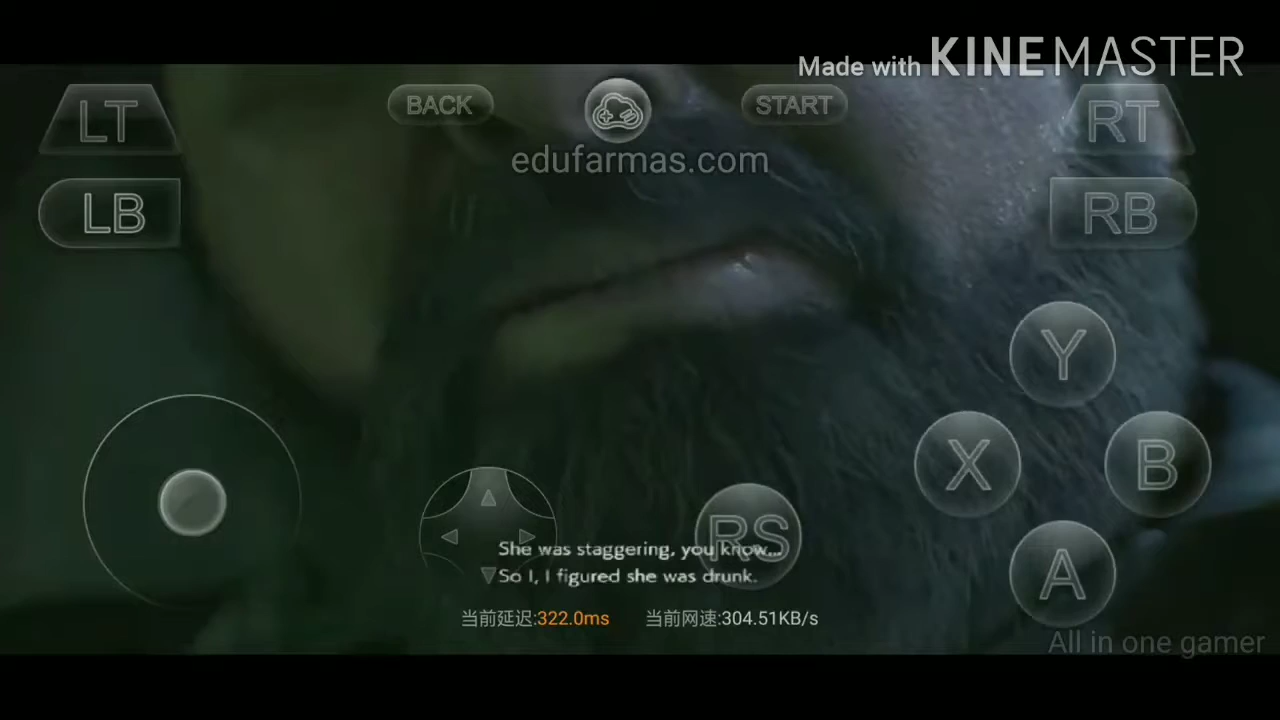 Made with KINEMASTER
LT
BACK
START
RT
edufarmas.com
LB
RB
Y
X
B
RS
She was staggering, you know...
So I, I figured she was drunk.
A
当前延迟:322.0ms 当前网速:304.51KB/s
All in one gamer